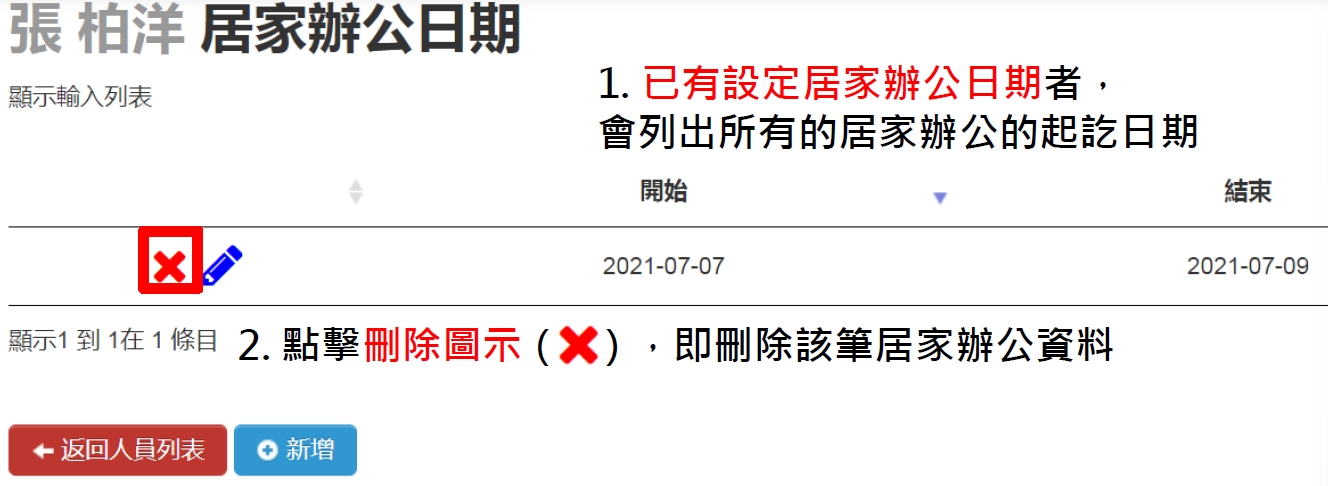 張 柏洋 居家辦公日期
顯示輸入列表
1. 已有設定居家辦公日期者，
會列出所有的居家辦公的起訖日期
開始 結束
2021-07-07 2021-07-09
顯示1 到 1在 1 條目
2. 點擊刪除圖示 (✖) ，即刪除該筆居家辦公資料
返回人員列表 新增